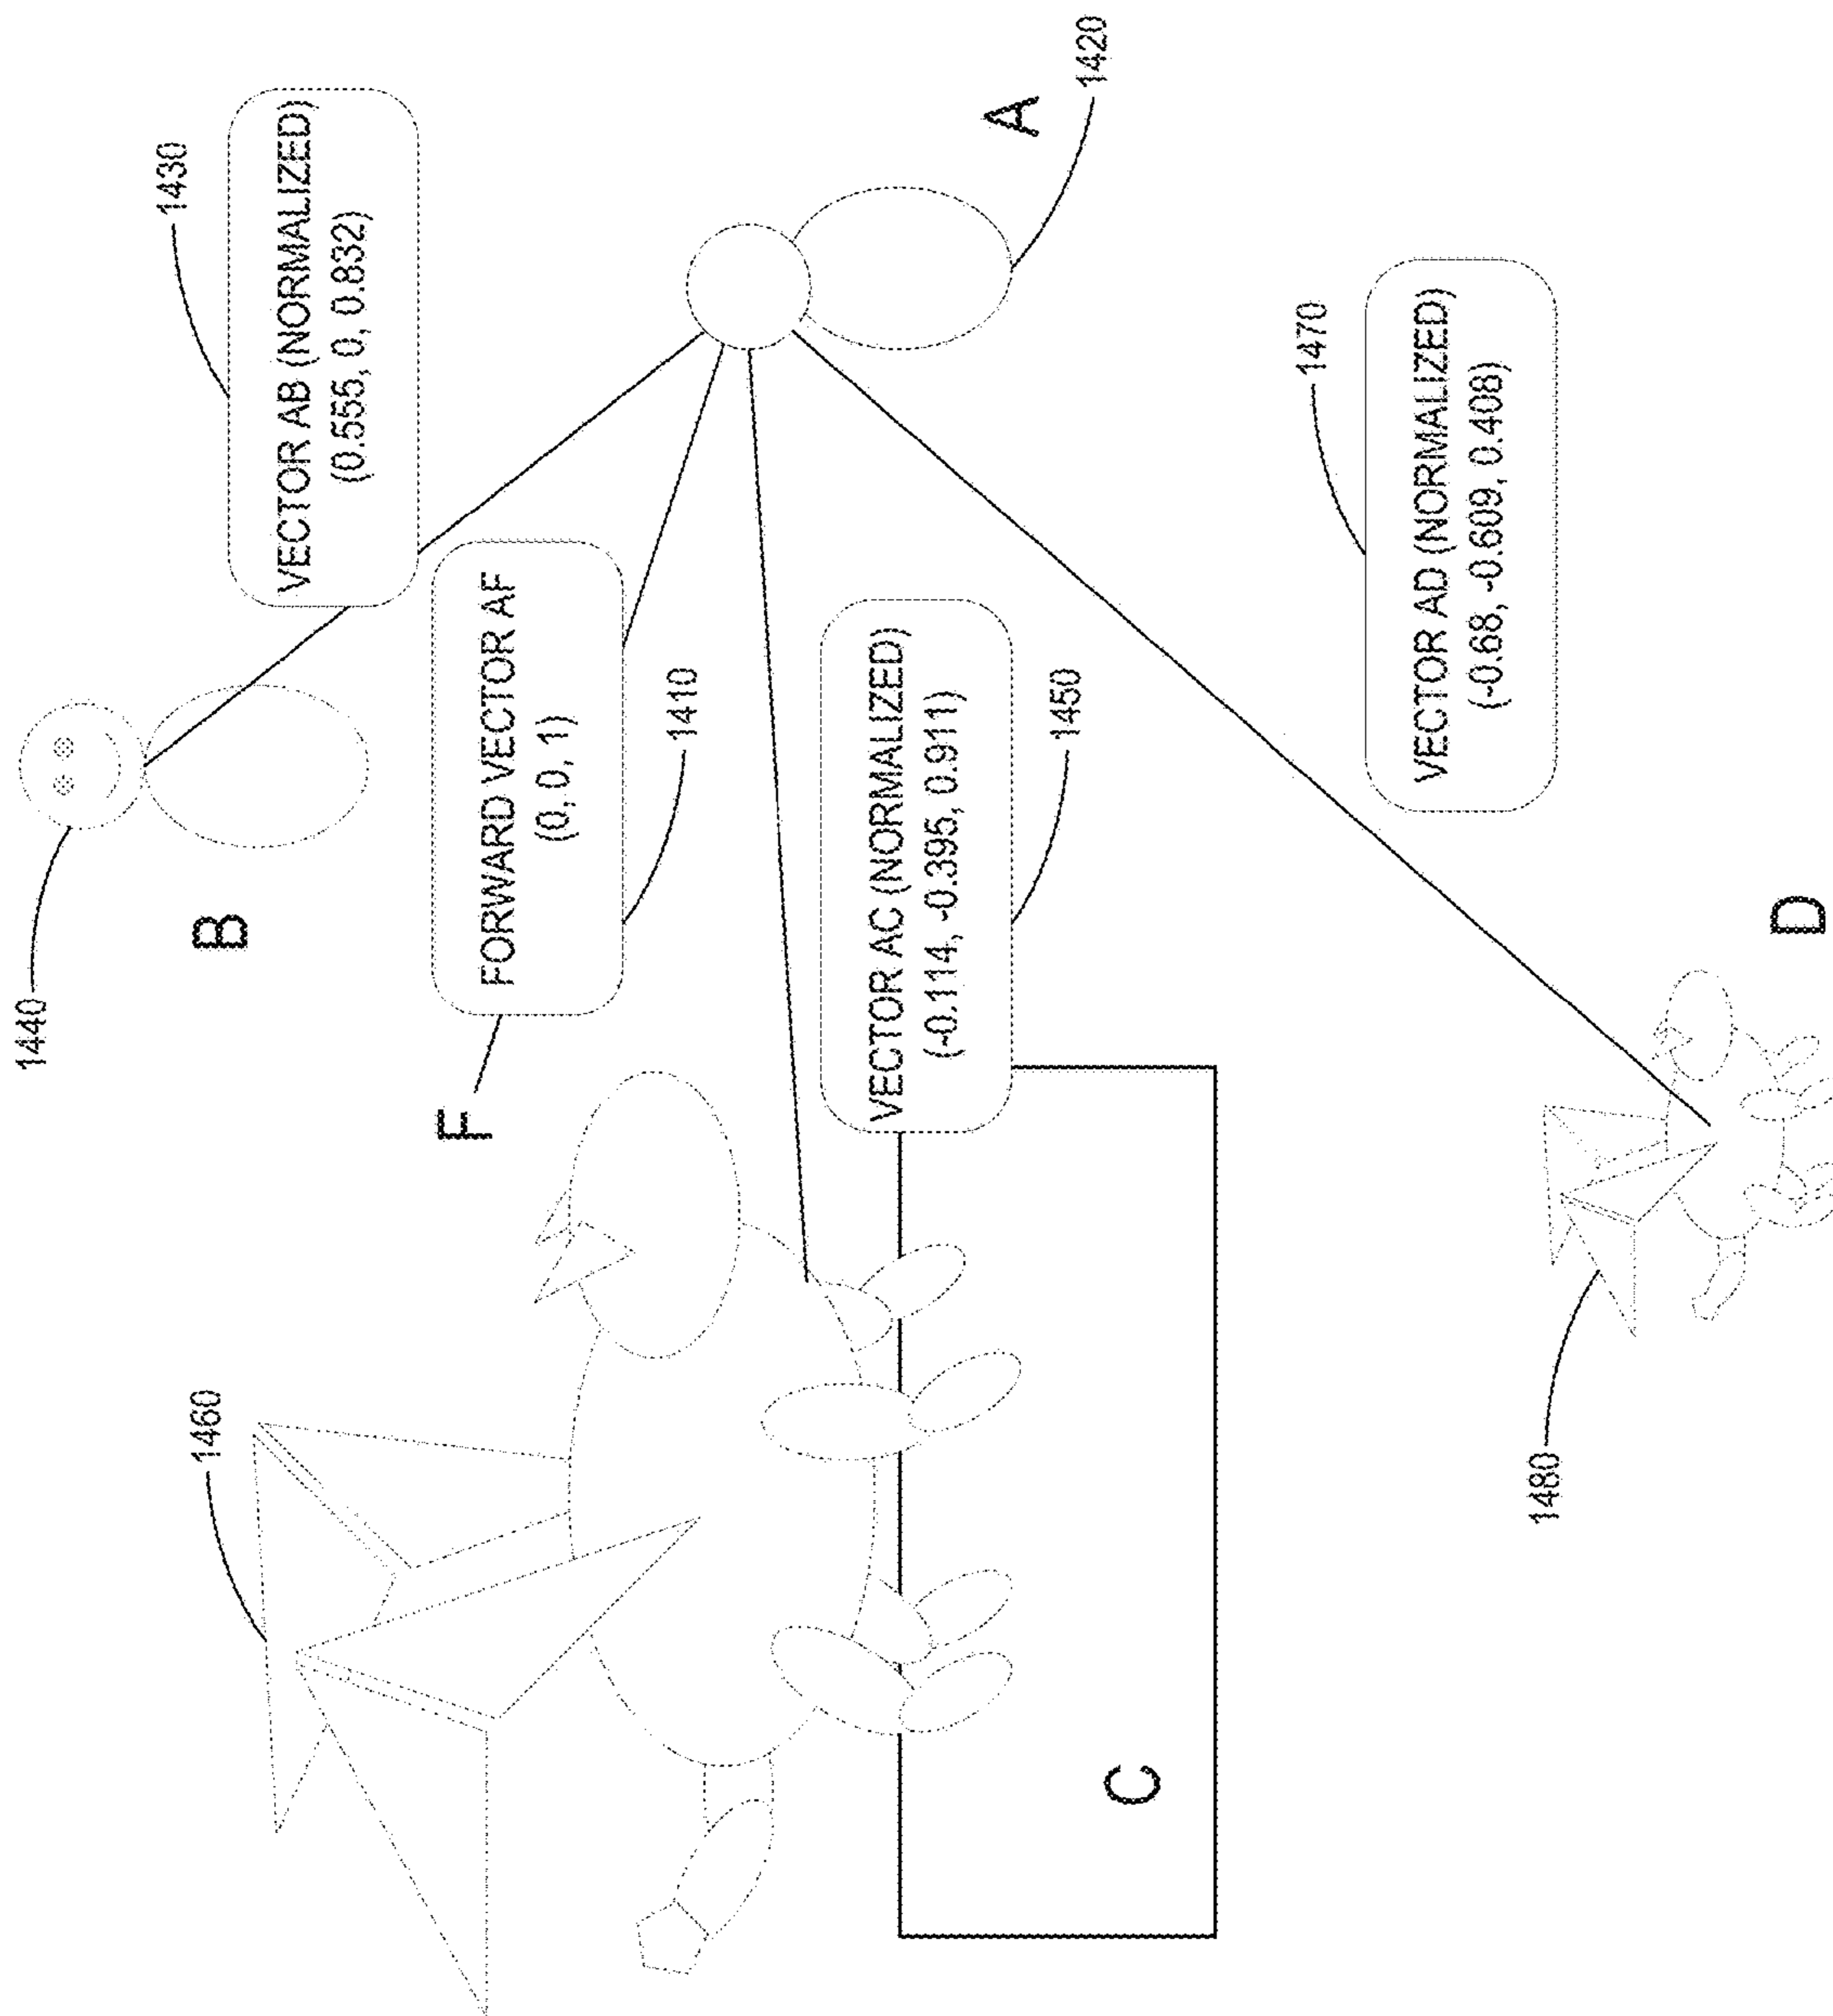 1440
1430
1460
B
VECTOR AB (NORMALIZED)
(0.555, 0, 0.832)
F
FORWARD VECTOR AF
(0, 0, 1)
1410
VECTOR AC (NORMALIZED)
(-0.114, -0.395, 0.911)
A
1450
1420
C
1470
VECTOR AD (NORMALIZED)
(-0.68, -0.609, 0.408)
1480
D